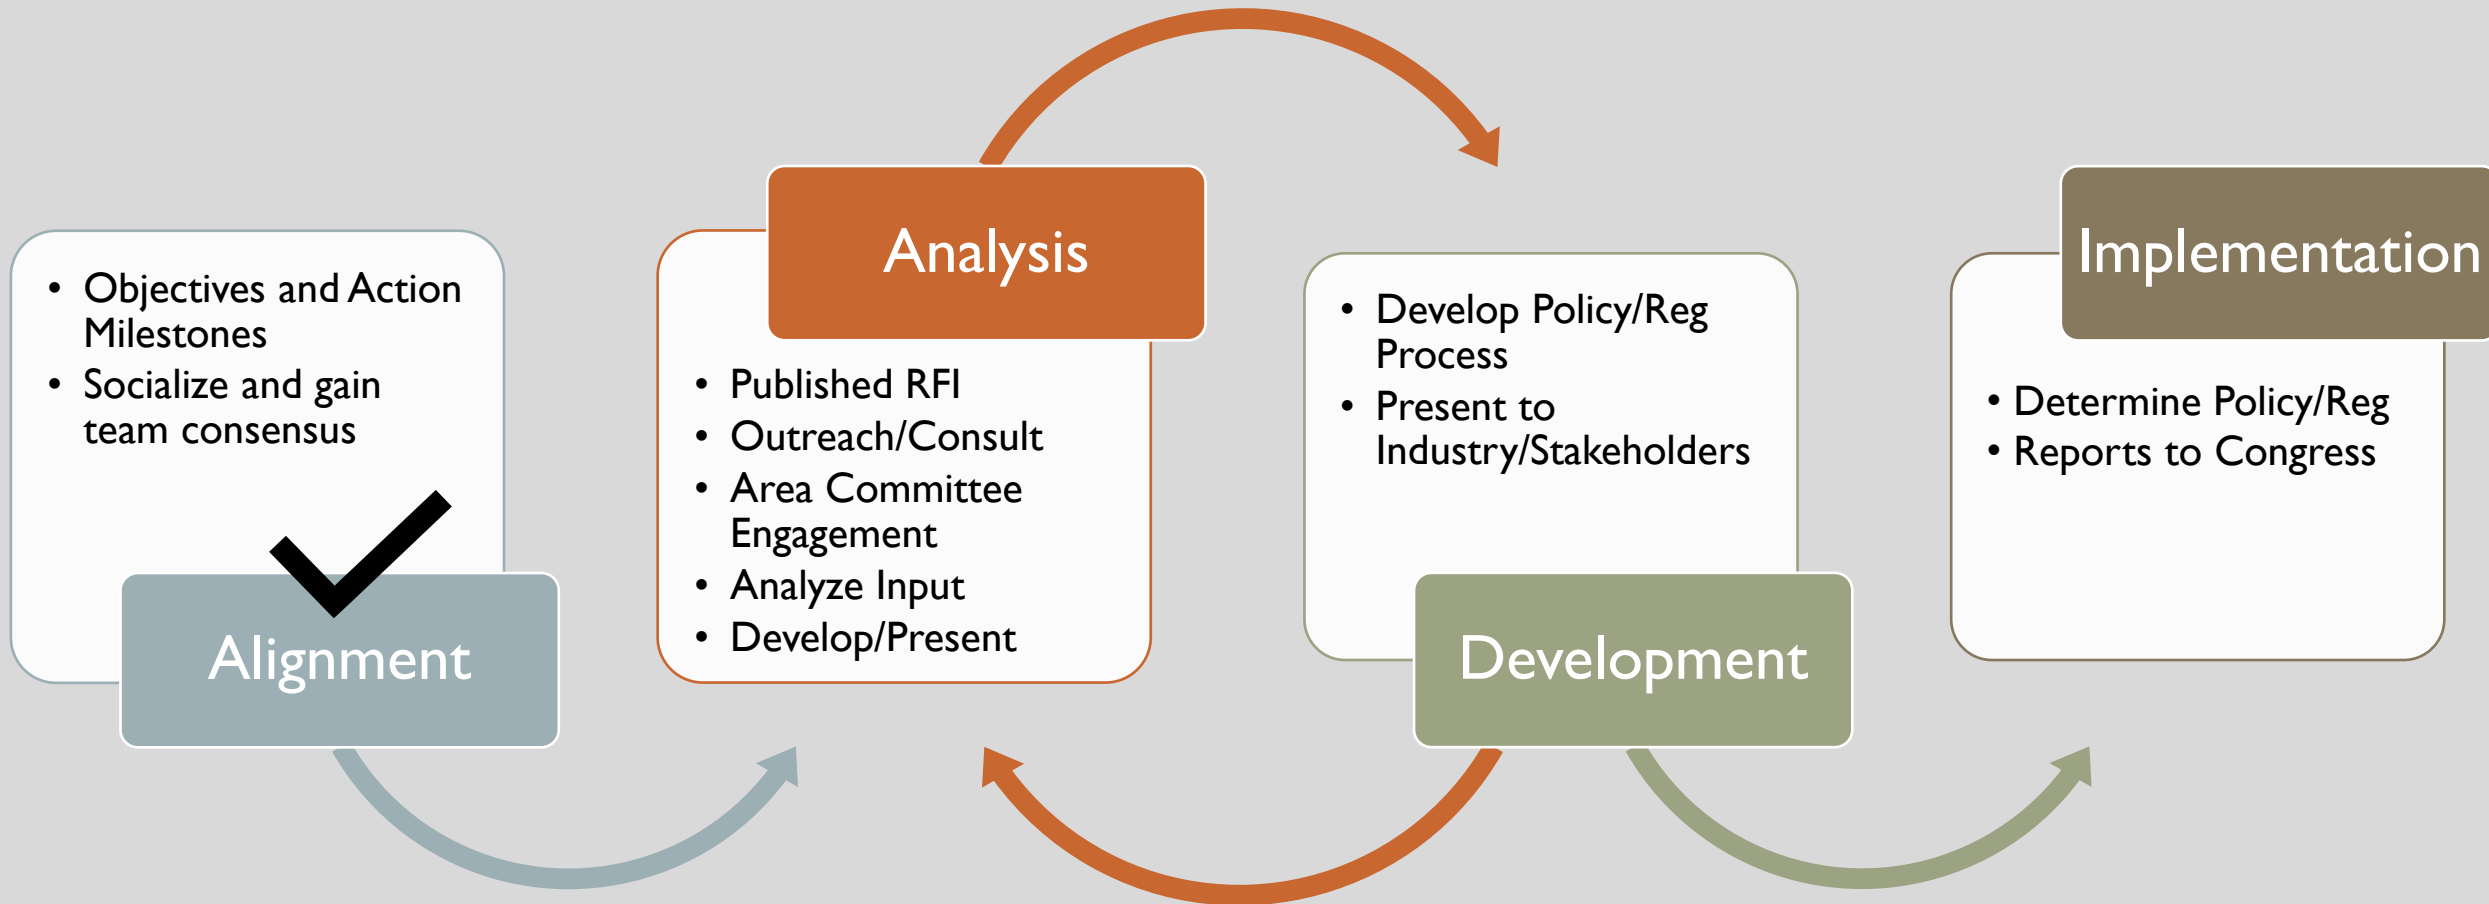 • Objectives and Action
Milestones
• Socialize and gain
team consensus
Alignment
Analysis
• Published RFI
• Outreach/Consult
• Area Committee
Engagement
• Analyze Input
• Develop/Present
• Develop Policy/Reg
Process
• Present to
Industry/Stakeholders
Development
Implementation
• Determine Policy/Reg
• Reports to Congress